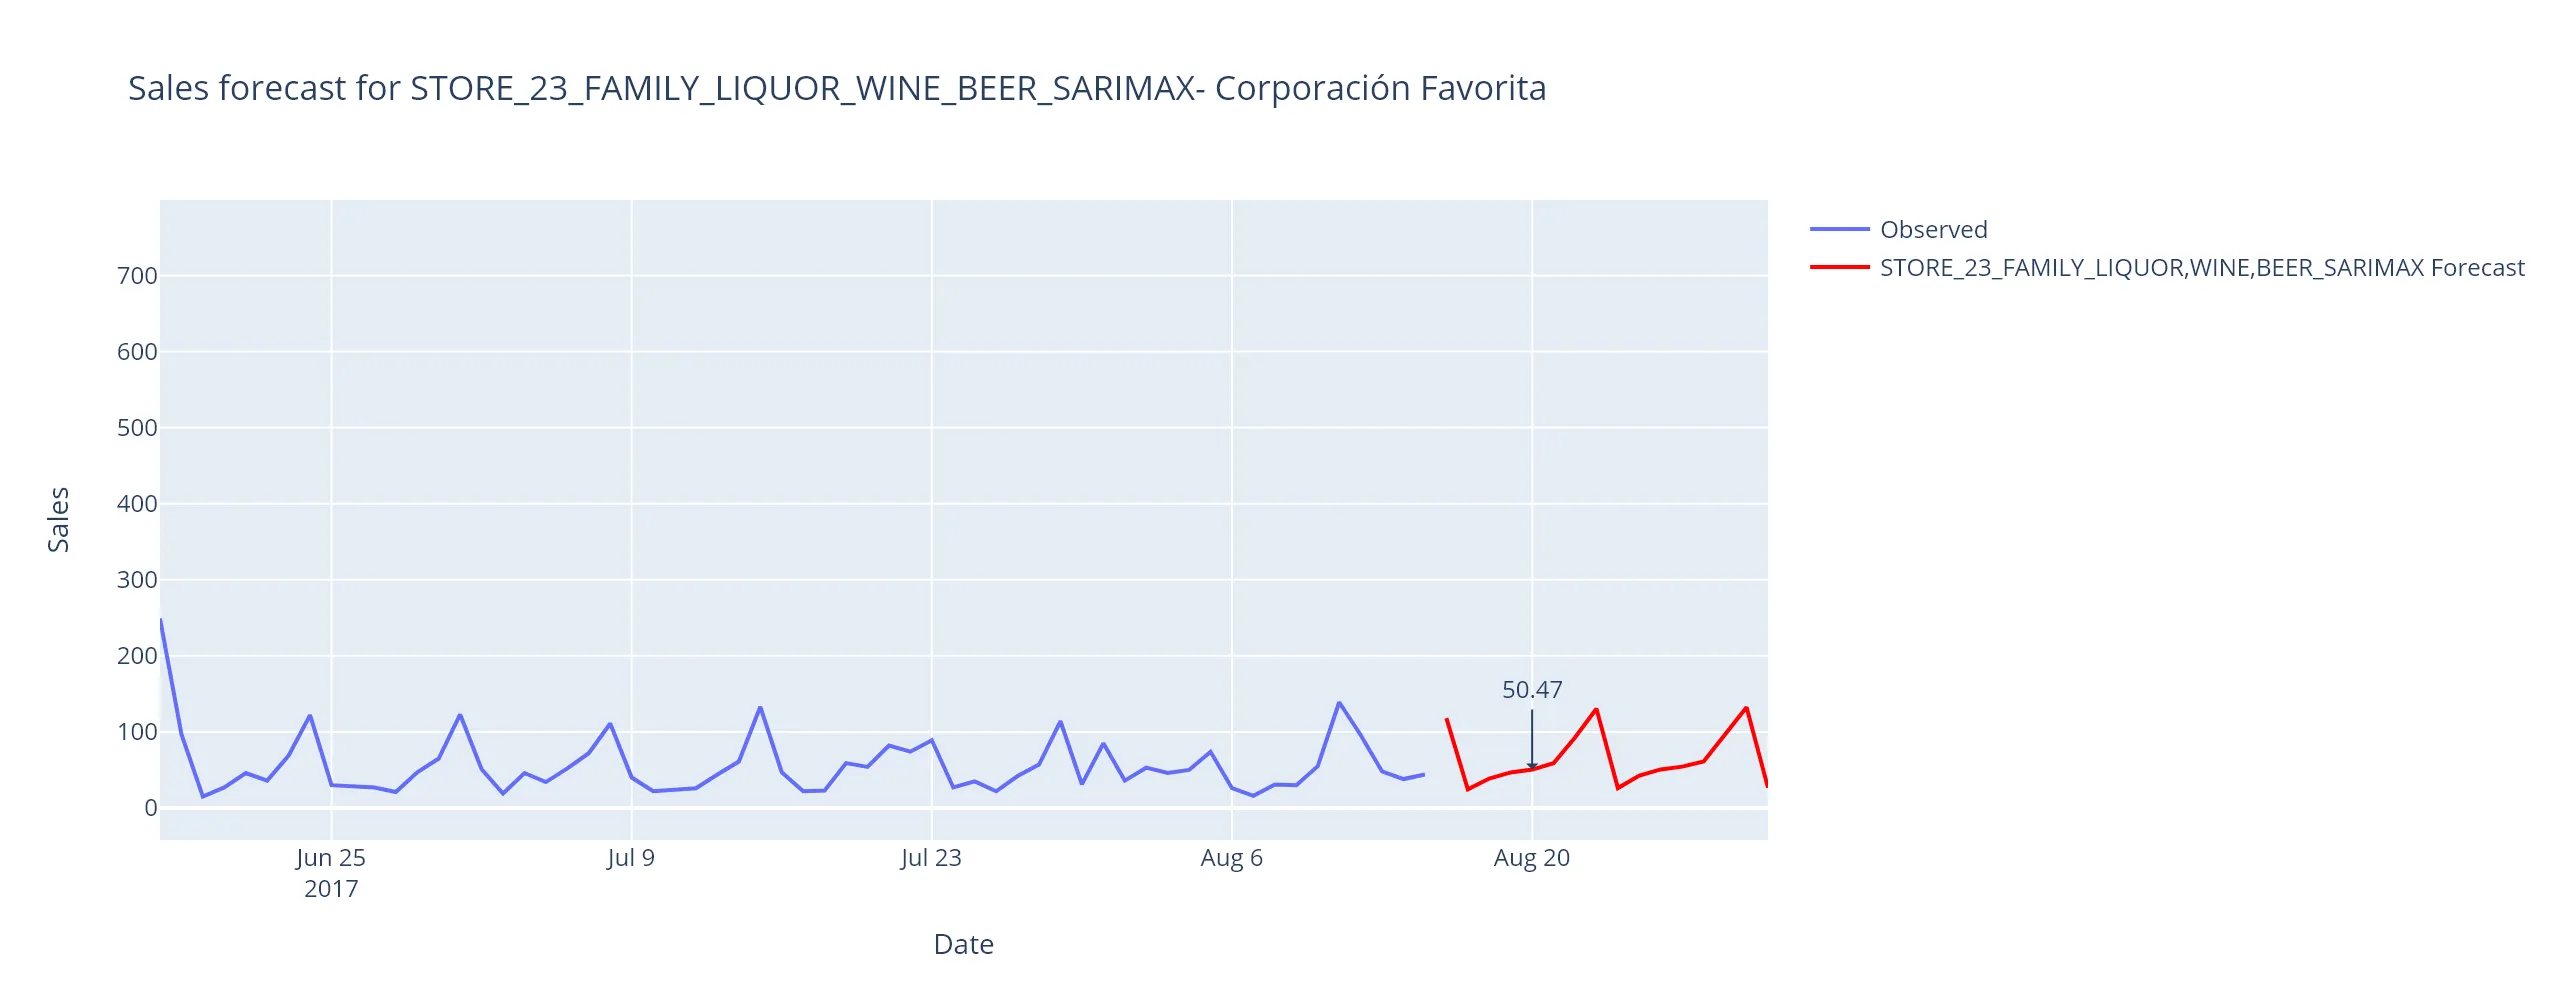 Sales forecast for STORE_23_FAMILY_LIQUOR_WINE_BEER_SARIMAX- Corporación Favorita
Observed
STORE_23_FAMILY_LIQUOR,WINE,BEER_SARIMAX Forecast
700
600
500
400
300
200
100
0
Sales
50.47
Jun 25
2017
Jul 9
Jul 23
Aug 6
Aug 20
Date